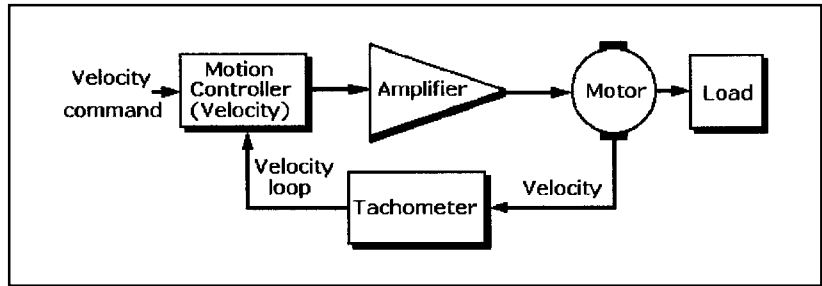 Velocity
command
Motion
Controller
(Velocity)
Amplifier
Motor
Load
Velocity
loop
Tachometer
Velocity